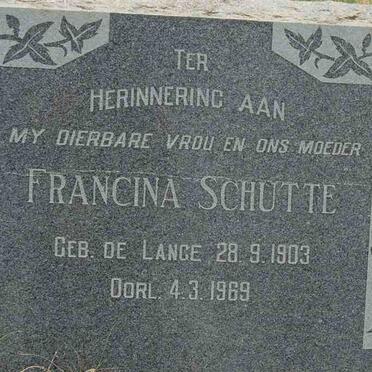 TER
HERINNERING AAN
MY DIERBARE VROU EN ONS MOEDER
FRANCINA SCHUTTE
GEB. DE LANGE 28.9.1903
OORL. 4.3.1969